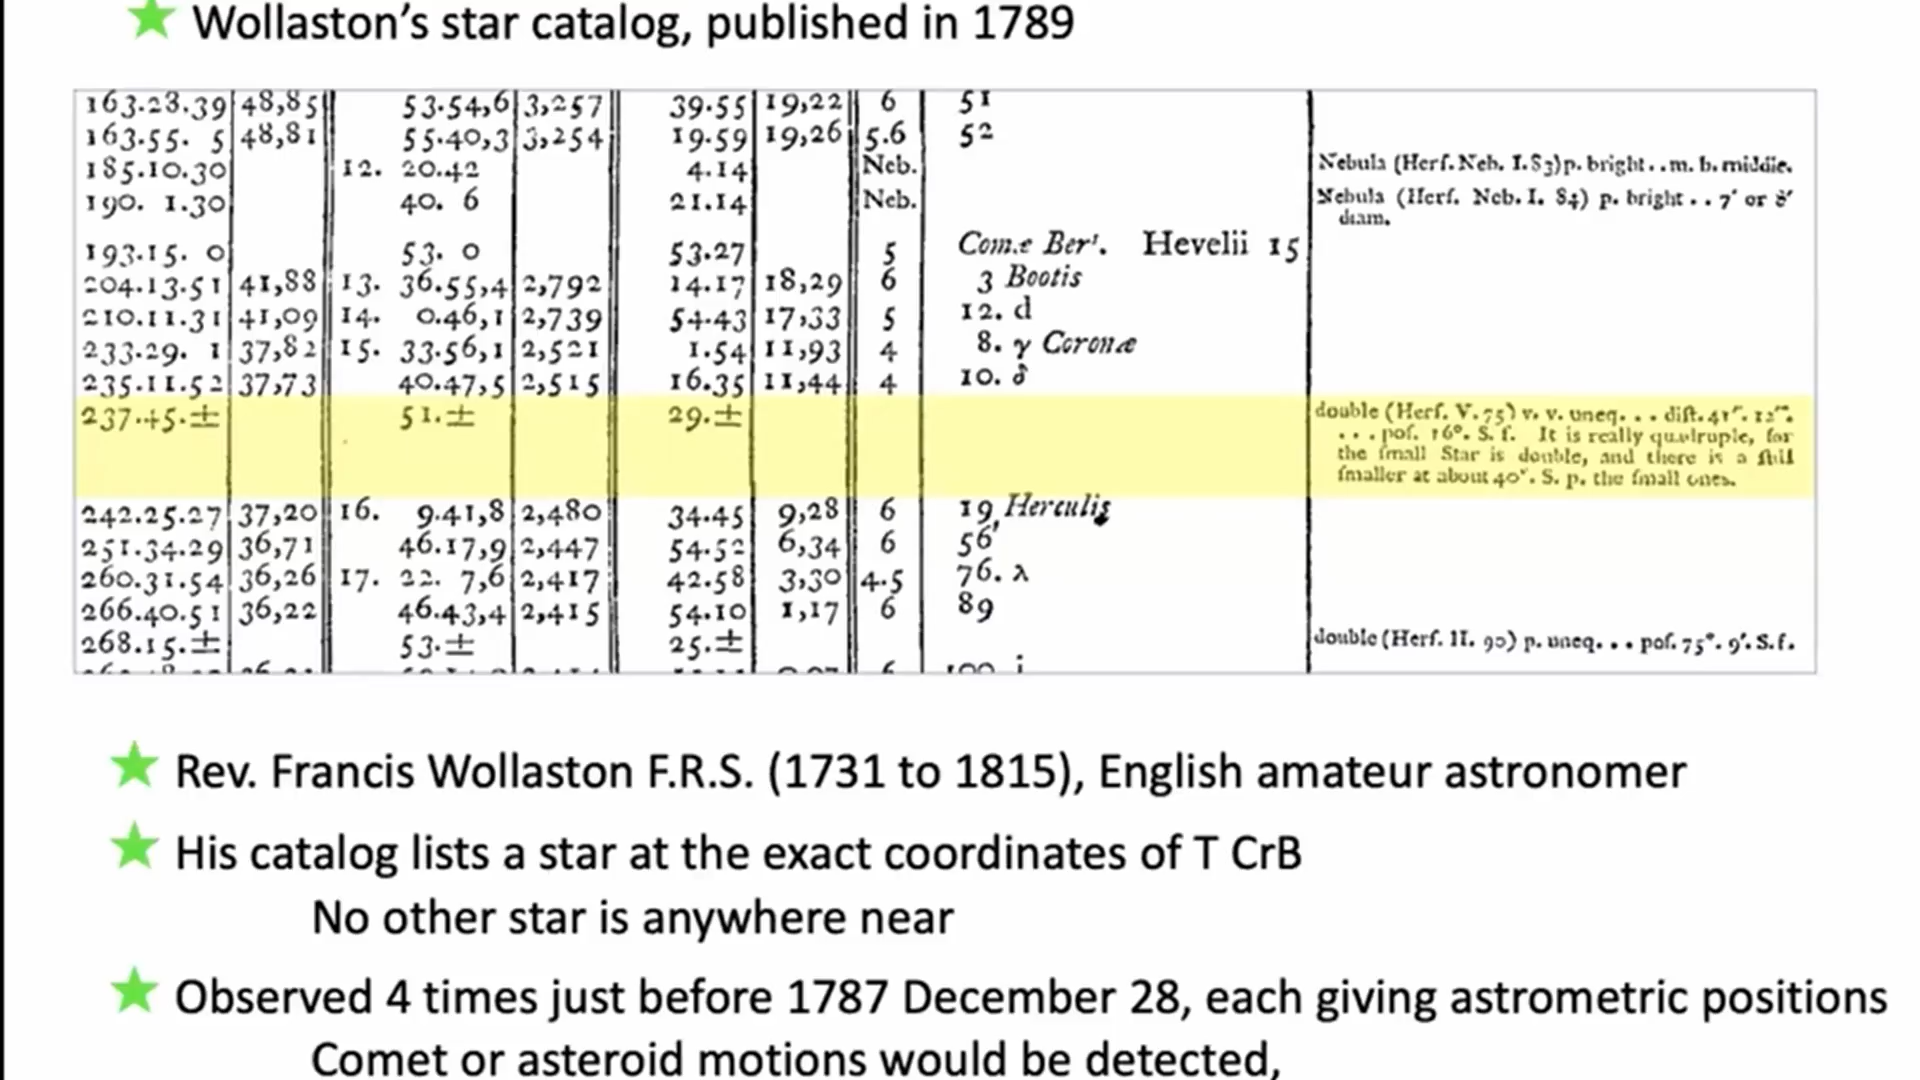 Wollaston's star catalog, published in 1789
163.23.39 48,85 53.54,6 3,257 39.55 19,22 6 51
163.55. 5 48,81 55.40,3 3,254 19.59 19,26 5.6 52
185.10.30 12. 20.42 4.14 Neb. Nebula (Herſ. Neb. I. 83) p. bright . . m. b. middle.
190. 1.30 40. 6 21.14 Neb. Nebula (Herſ. Neb. I. 84) p. bright . . 7' or 8'
diam.
193.15. 0 53. 0 53.27 5 Comæ Berʳ. Hevelii 15
204.13.51 41,88 13. 36.55,4 2,792 14.17 18,29 6 3 Bootis
210.11.31 41,09 14. 0.46,1 2,739 54.43 17,33 5 12. d
233.29. 1 37,82 15. 33.56,1 2,521 1.54 11,93 4 8. γ Coronæ
235.11.52 37,73 40.47,5 2,515 16.35 11,44 4 10. δ
237.45.± 51.± 29.± double (Herſ. V. 75) v. v. uneq. . . diſt. 41". 12'''.
. . . poſ. 16°. S. f. It is really quadruple, for
the ſmall Star is double, and there is a ſtill
ſmaller at about 40". S. p. the ſmall ones.
242.25.27 37,20 16. 9.41,8 2,480 34.45 9,28 6 19 Herculis
251.34.29 36,71 46.17,9 2,447 54.52 6,34 6 56
260.31.54 36,26 17. 22. 7,6 2,417 42.58 3,30 4.5 76. λ
266.40.51 36,22 46.43,4 2,415 54.10 1,17 6 89
268.15.± 53.± 25.± double (Herſ. II. 90) p. uneq. . . poſ. 75°. 9'. S. f.
Rev. Francis Wollaston F.R.S. (1731 to 1815), English amateur astronomer
His catalog lists a star at the exact coordinates of T CrB
No other star is anywhere near
Observed 4 times just before 1787 December 28, each giving astrometric positions
Comet or asteroid motions would be detected,